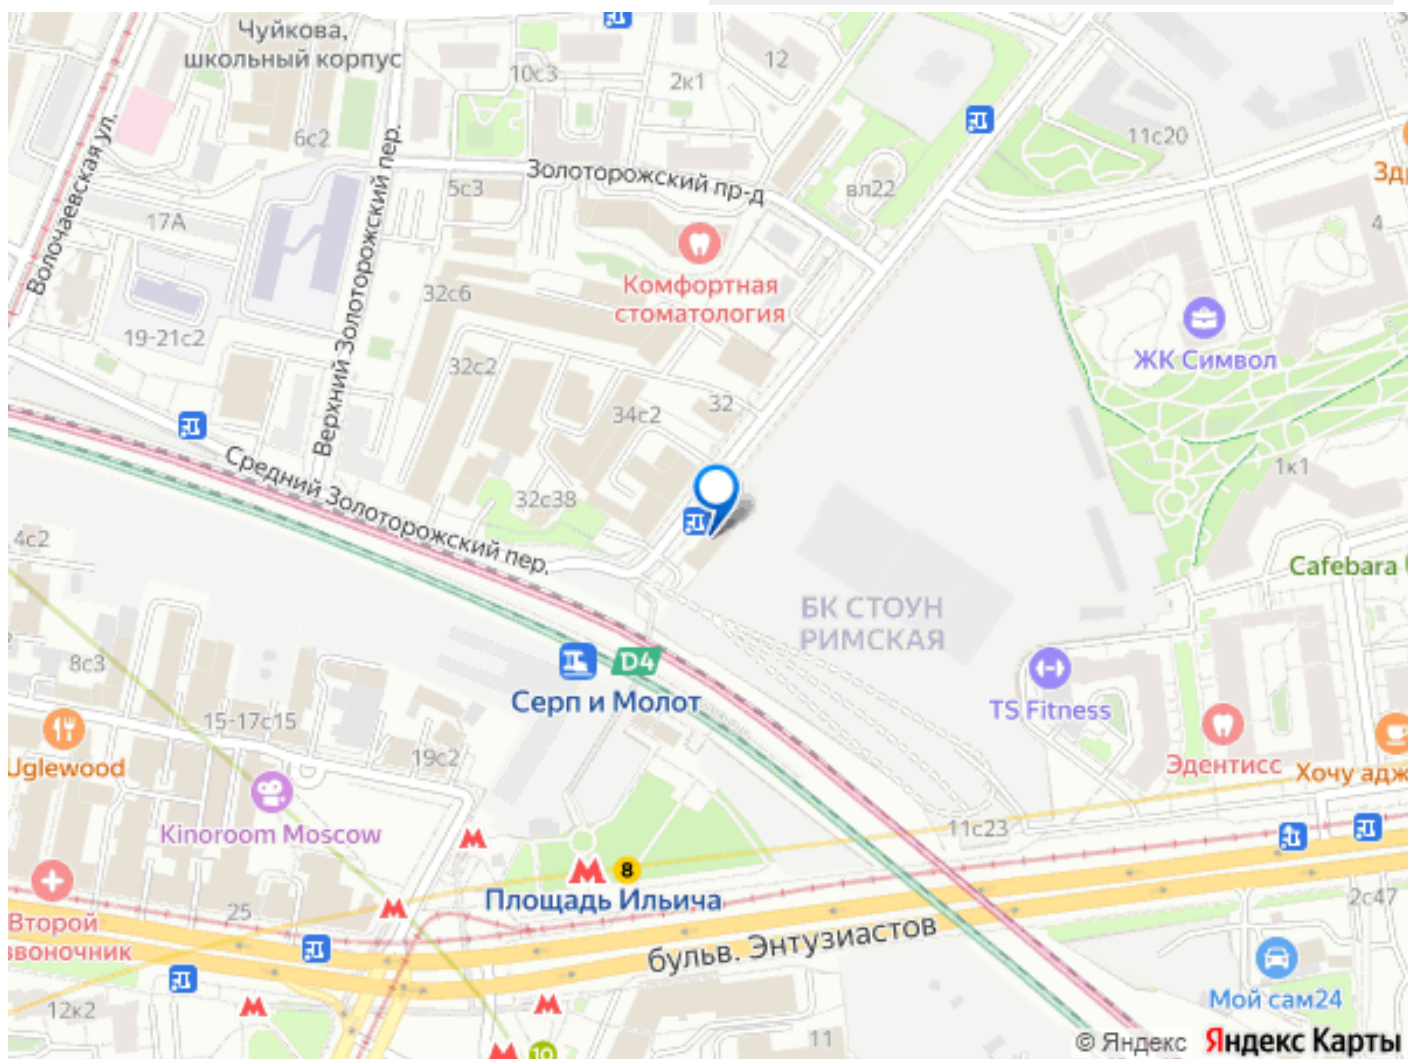 Чуйкова,
школьный корпус
10с3
2к1
12
6с2
Волочаевская ул.
Верхний Золоторожский пер.
11с20
Золоторожский пр-д
5с3
вл22
17А
4
Комфортная
стоматология
32с6
19-21с2
32с2
ЖК Символ
34с2
32
Средний Золоторожский пер.
32с38
1к1
4с2
Cafebara
БК СТОУН
РИМСКАЯ
D4
Серп и Молот
8с3
15-17с15
TS Fitness
19с2
Uglewood
Эдентисс
Хочу адж
Kinoroom Moscow
11с23
8
Площадь Ильича
25
Второй
звоночник
бульв. Энтузиастов
2с47
12к2
Мой сам24
11
10
© Яндекс
Яндекс Карты